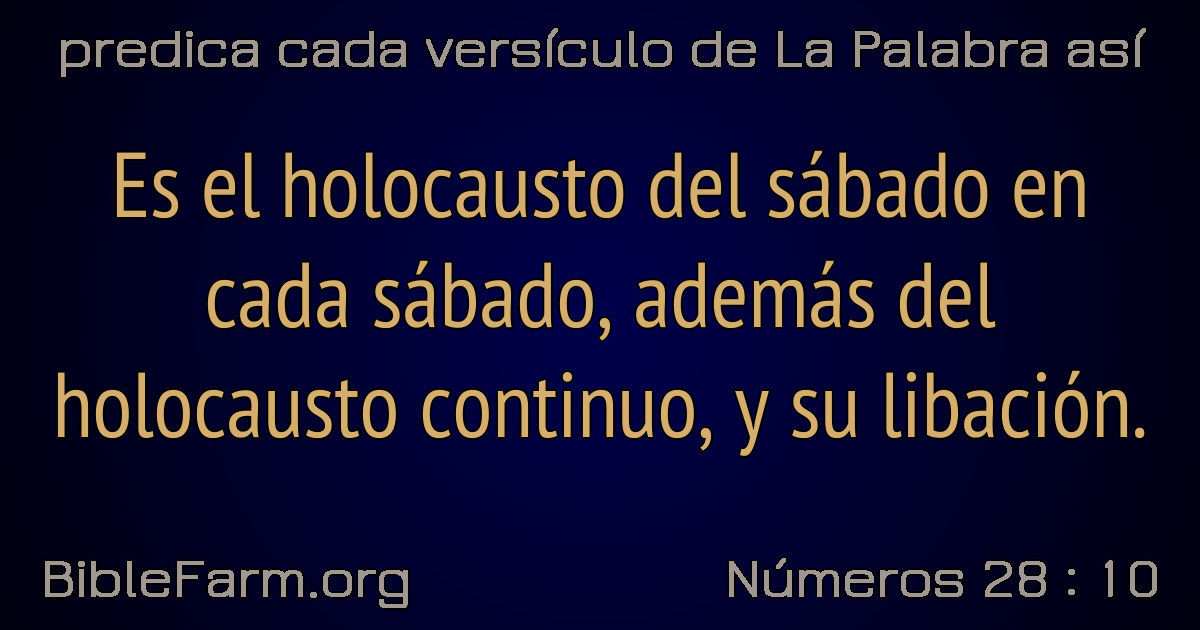 predica cada versículo de La Palabra así
Es el holocausto del sábado en
cada sábado, además del
holocausto continuo, y su libación.
BibleFarm.org
Números 28 : 10